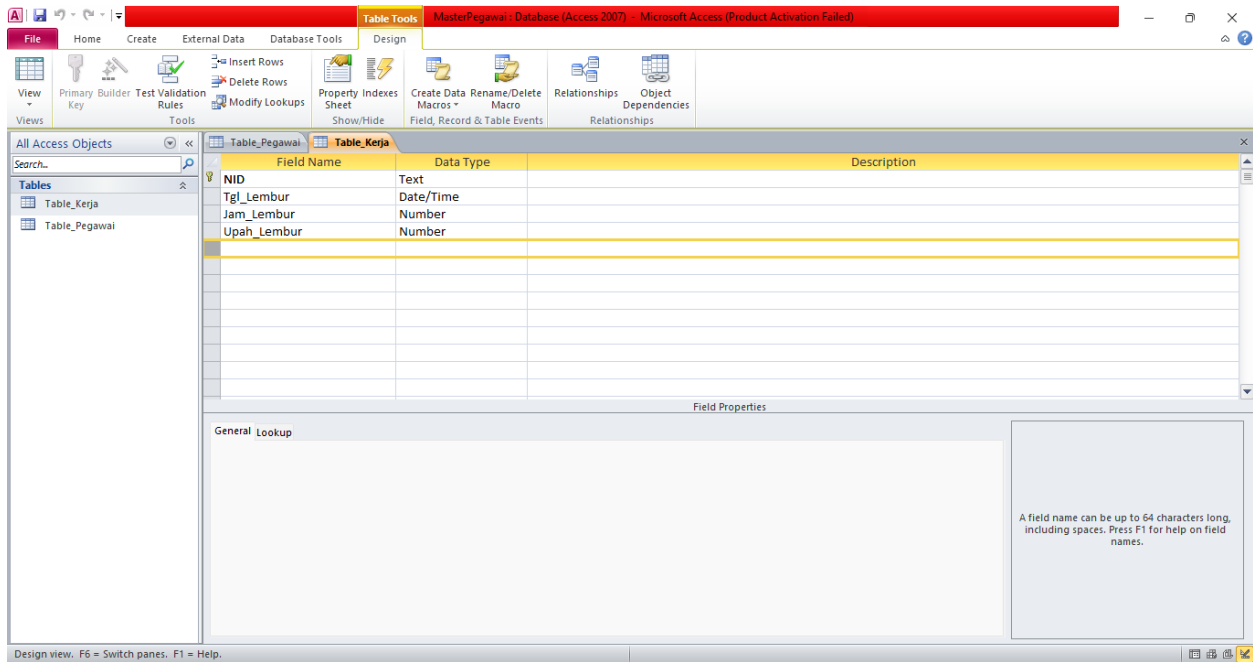 Table Tools MasterPegawai : Database (Access 2007) - Microsoft Access (Product Activation Failed)
File Home Create External Data Database Tools Design
View
Views
Primary Key
Builder
Test Validation Rules
Insert Rows
Delete Rows
Modify Lookups
Tools
Property Sheet
Indexes
Show/Hide
Create Data Macros
Rename/Delete Macro
Field, Record & Table Events
Relationships
Object Dependencies
Relationships
All Access Objects
Search...
Tables
Table_Kerja
Table_Pegawai
Table_Pegawai Table_Kerja
Field Name Data Type Description
NID Text
Tgl_Lembur Date/Time
Jam_Lembur Number
Upah_Lembur Number
Field Properties
General Lookup
A field name can be up to 64 characters long,
including spaces. Press F1 for help on field
names.
Design view. F6 = Switch panes. F1 = Help.